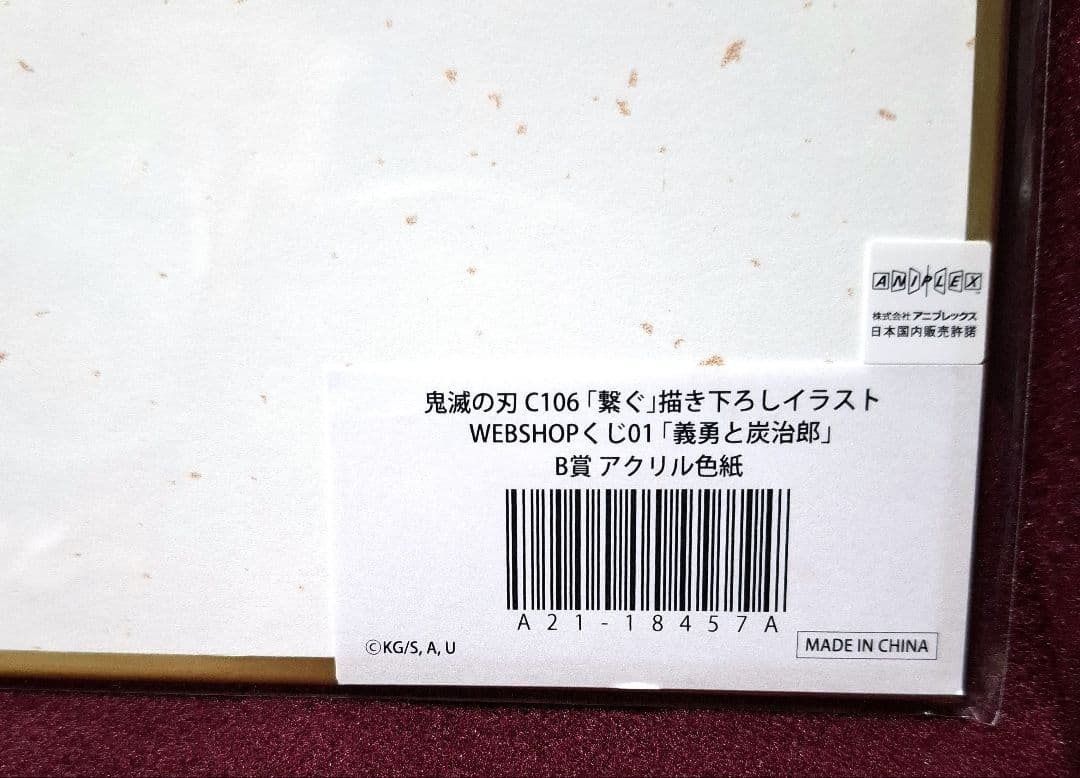 ANIPLEX
株式会社アニプレックス
日本国内販売許諾
鬼滅の刃 C106「繋ぐ」描き下ろしイラスト
WEBSHOPくじ01「義勇と炭治郎」
B賞 アクリル色紙
A21-18457A
©KG/S, A, U
MADE IN CHINA